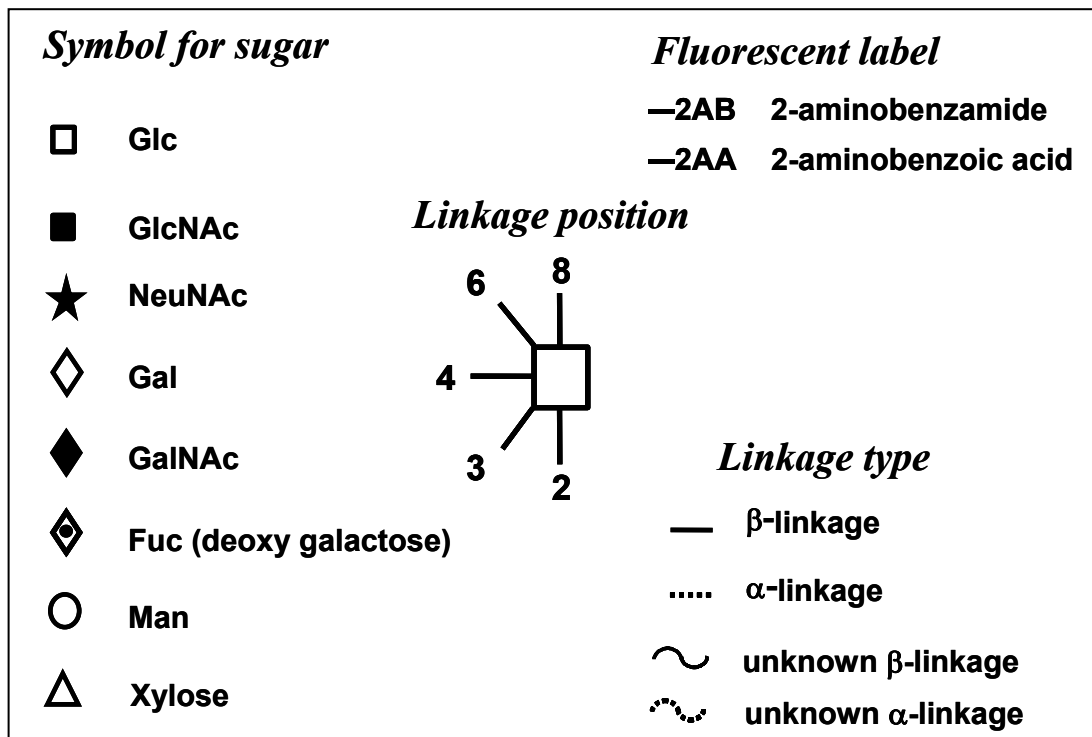 Symbol for sugar
Glc
GlcNAc
NeuNAc
Gal
GalNAc
Fuc (deoxy galactose)
Man
Xylose
Fluorescent label
—2AB 2-aminobenzamide
—2AA 2-aminobenzoic acid
Linkage position
8
6
4
3
2
Linkage type
β-linkage
α-linkage
unknown β-linkage
unknown α-linkage